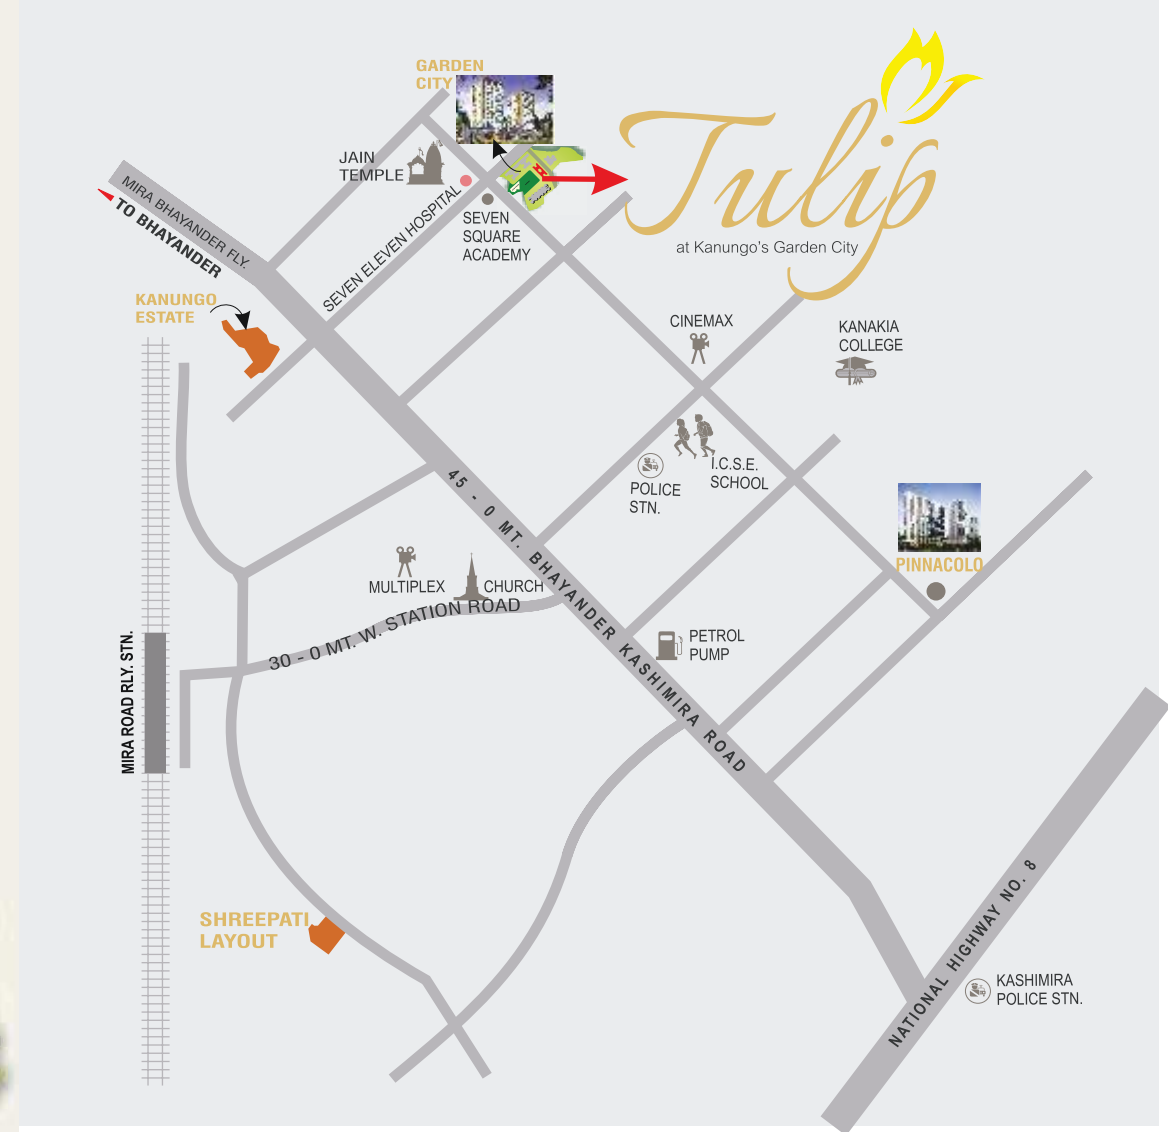 GARDEN
CITY
Tulip
at Kanungo's Garden City
JAIN
TEMPLE
MIRA BHAYANDER FLY.
TO BHAYANDER
SEVEN ELEVEN HOSPITAL
SEVEN
SQUARE
ACADEMY
KANUNGO
ESTATE
CINEMAX
KANAKIA
COLLEGE
I.C.S.E.
SCHOOL
POLICE
STN.
45 - 0 MT. BHAYANDER KASHIMIRA ROAD
PINNACOLO
MULTIPLEX
CHURCH
30 - 0 MT. W. STATION ROAD
PETROL
PUMP
MIRA ROAD RLY. STN.
SHREEPATI
LAYOUT
NATIONAL HIGHWAY NO. 8
KASHIMIRA
POLICE STN.